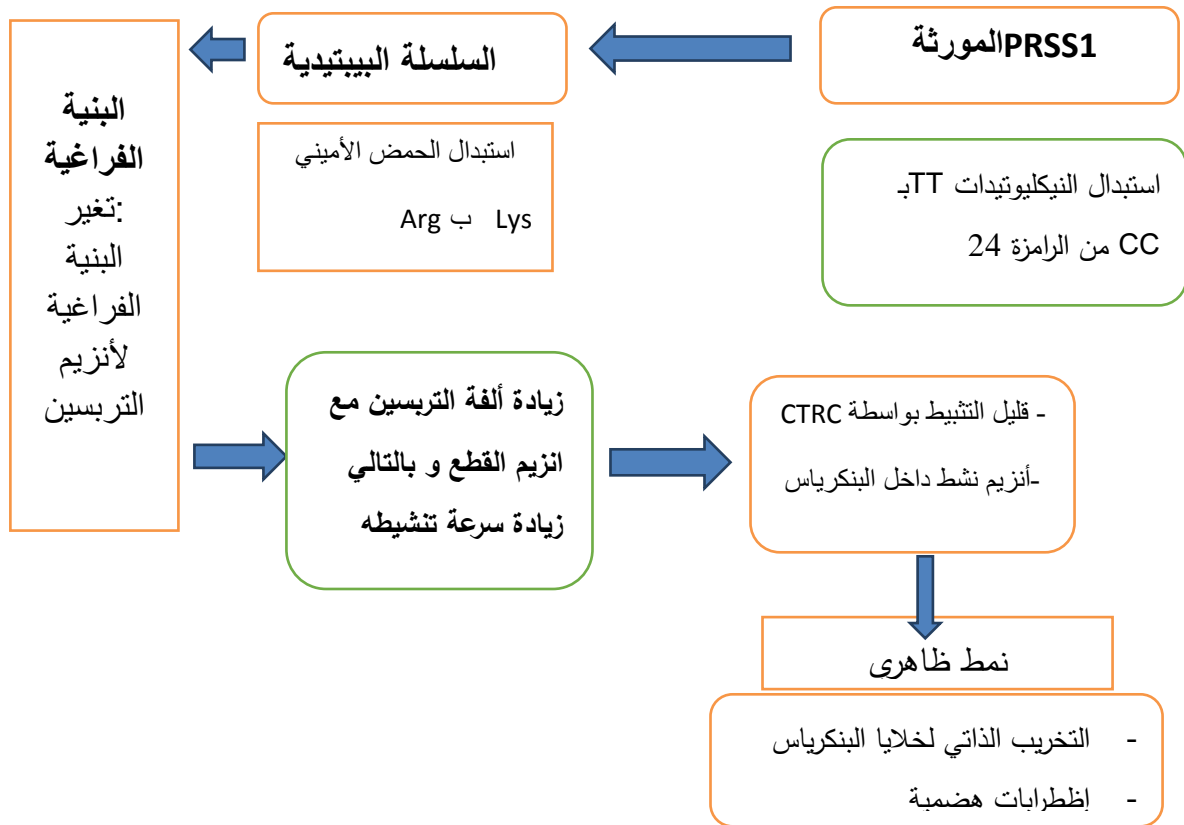 المورثةPRSS1
استبدال النيكليوتيدات TTبـ
CC من الرامزة 24
السلسلة الببتيدية
استبدال الحمض الأميني
Lys ب Arg
البنية
الفراغية
:تغير
البنية
الفراغية
لأنزيم
التربسين
زيادة ألفة التربسين مع
انزيم القطع و بالتالي
زيادة سرعة تنشيطه
- قليل التثبيط بواسطة CTRC
-أنزيم نشط داخل البنكرياس
نمط ظاهرى
- التخريب الذاتي لخلايا البنكرياس
- إظطرابات هضمية